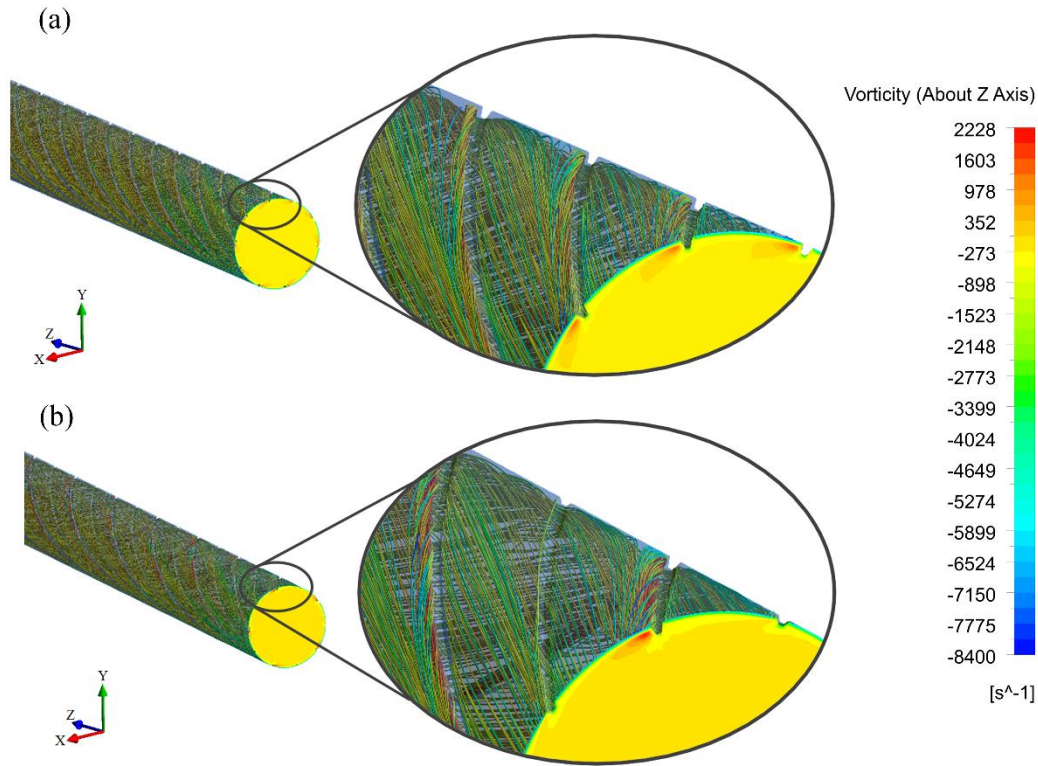 (a)
Vorticity (About Z Axis)
2228
1603
978
352
-273
-898
-1523
-2148
-2773
-3399
-4024
-4649
-5274
-5899
-6524
-7150
-7775
-8400
[s^-1]
Y
Z
X
(b)
Y
Z
X